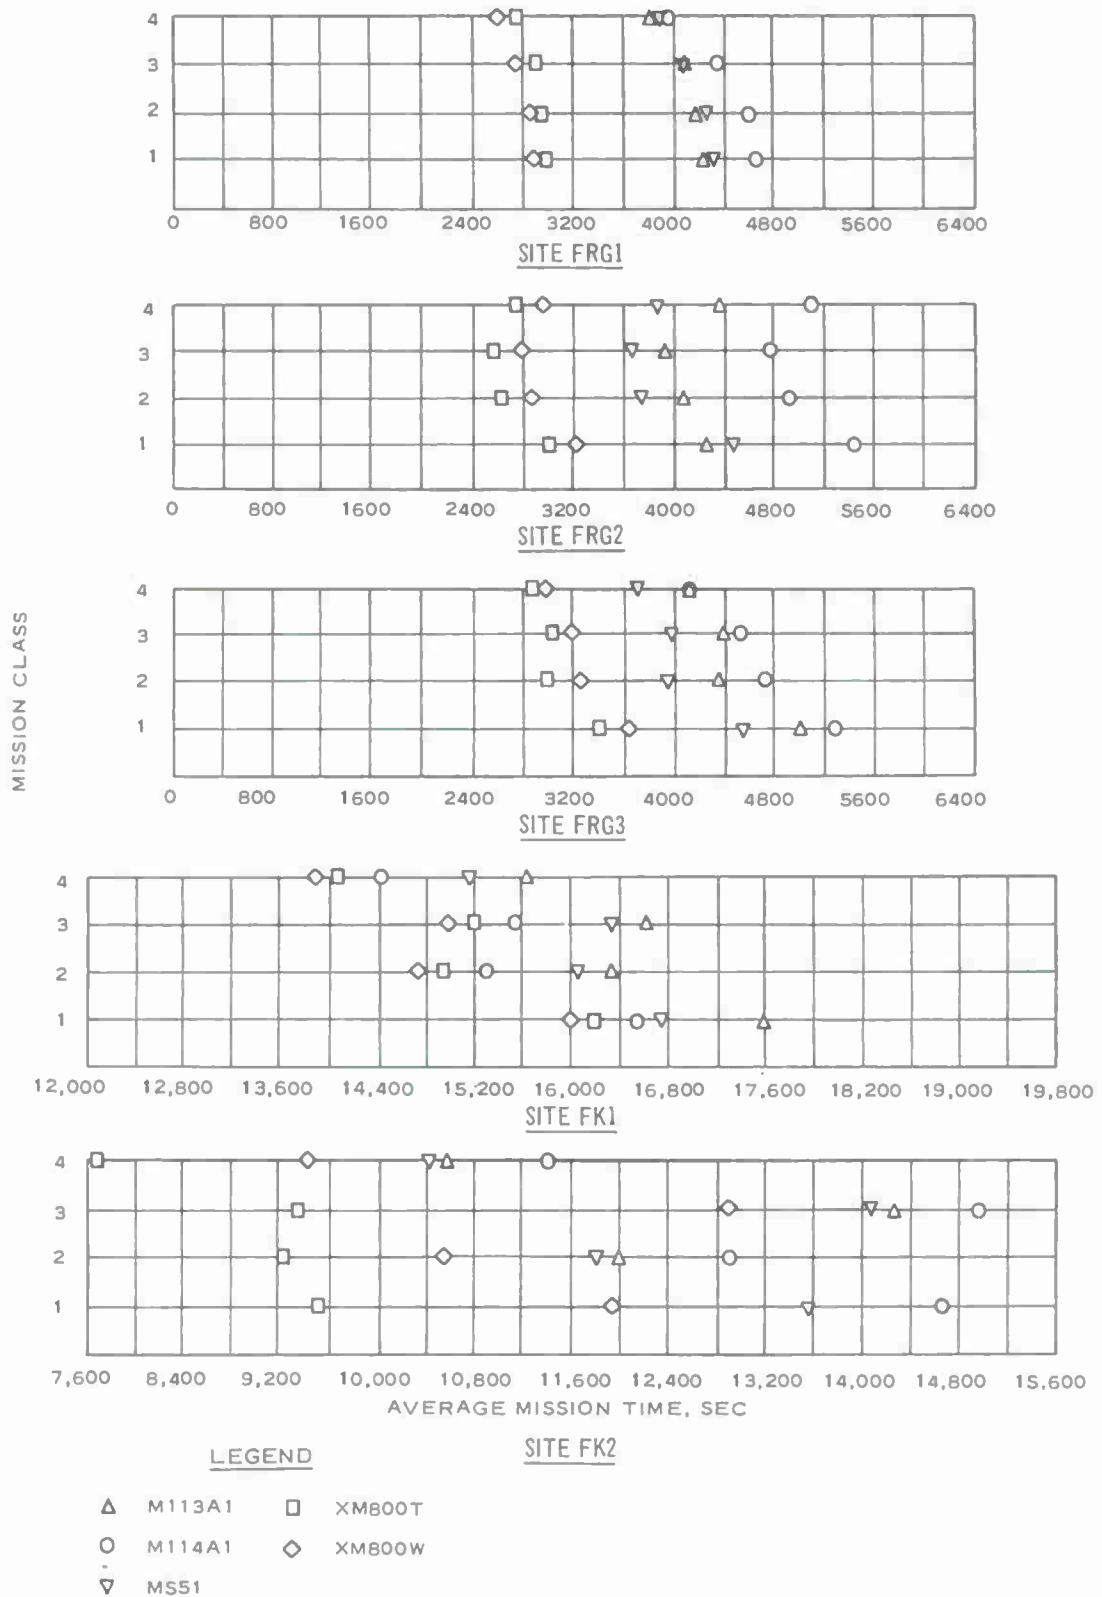 4
3
2
1
0 800 1600 2400 3200 4000 4800 5600 6400
SITE FRG1
4
3
2
1
0 800 1600 2400 3200 4000 4800 5600 6400
SITE FRG2
4
3
2
1
0 800 1600 2400 3200 4000 4800 5600 6400
SITE FRG3
MISSION CLASS
4
3
2
1
12,000 12,800 13,600 14,400 15,200 16,000 16,800 17,600 18,200 19,000 19,800
SITE FK1
4
3
2
1
7,600 8,400 9,200 10,000 10,800 11,600 12,400 13,200 14,000 14,800 15,600
AVERAGE MISSION TIME, SEC
SITE FK2
LEGEND
M113A1 XM800T
M114A1 XM800W
M551